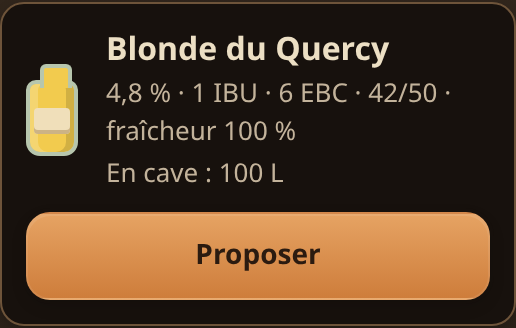 Blonde du Quercy
4,8 % · 1 IBU · 6 EBC · 42/50 ·
fraîcheur 100 %
En cave : 100 L
Proposer